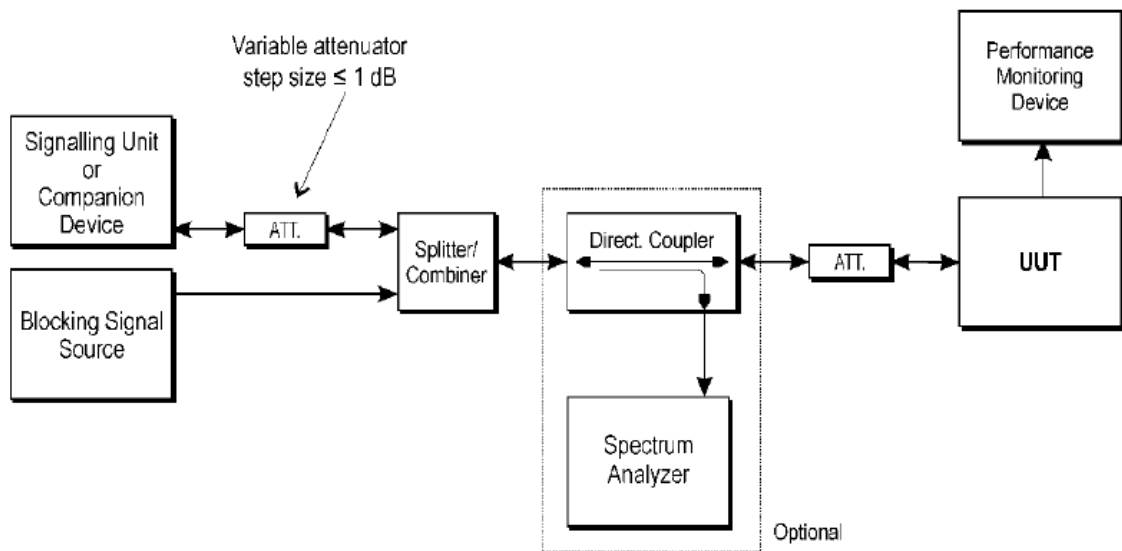 Variable attenuator
step size ≤ 1 dB
Performance
Monitoring
Device
Signalling Unit
or
Companion
Device
ATT.
Splitter/
Combiner
Direct. Coupler
ATT.
UUT
Blocking Signal
Source
Spectrum
Analyzer
Optional